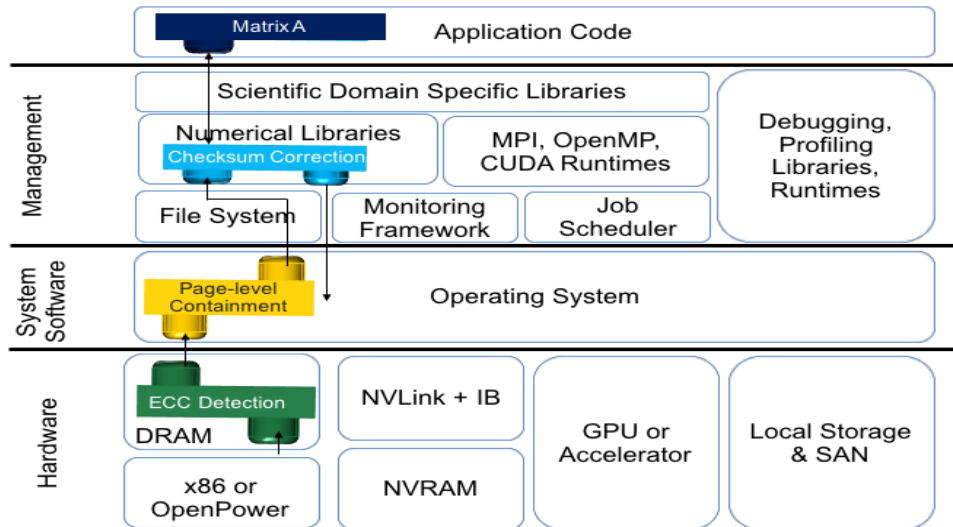 Matrix A
Application Code
Management
Scientific Domain Specific Libraries
Numerical Libraries
Checksum Correction
MPI, OpenMP,
CUDA Runtimes
Debugging,
Profiling
Libraries,
Runtimes
File System
Monitoring
Framework
Job
Scheduler
System
Software
Page-level
Containment
Operating System
Hardware
ECC Detection
DRAM
NVLink + IB
GPU or
Accelerator
Local Storage
& SAN
x86 or
OpenPower
NVRAM